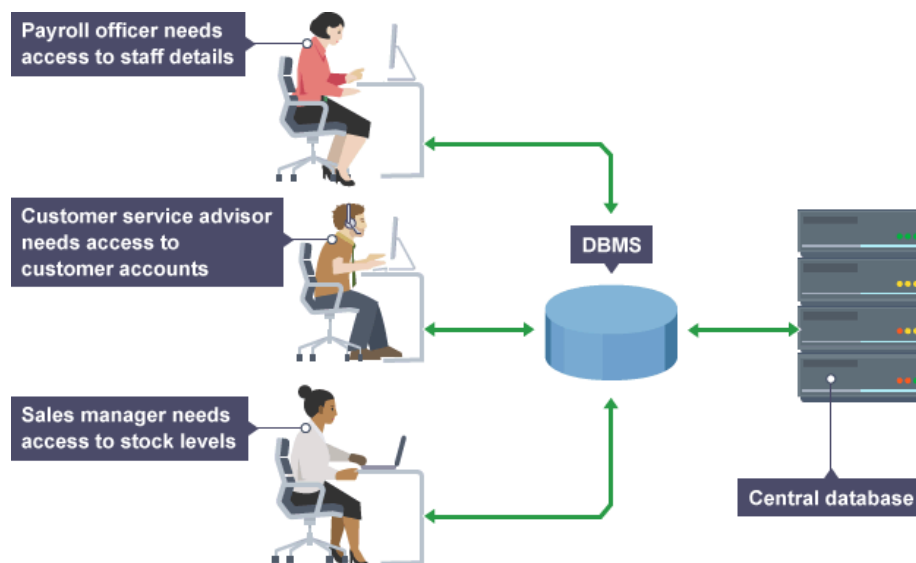 Payroll officer needs
access to staff details
Customer service advisor
needs access to
customer accounts
DBMS
Sales manager needs
access to stock levels
Central database